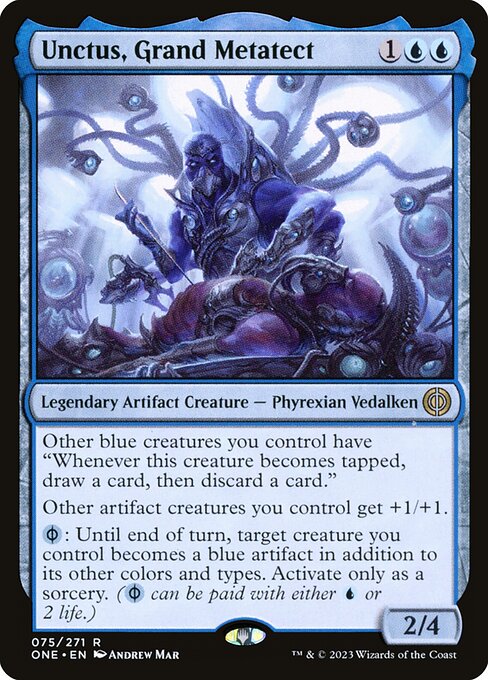 Unctus, Grand Metatect 1
Legendary Artifact Creature — Phyrexian Vedalken
Other blue creatures you control have
“Whenever this creature becomes tapped,
draw a card, then discard a card.”
Other artifact creatures you control get +1/+1.
: Until end of turn, target creature you
control becomes a blue artifact in addition to
its other colors and types. Activate only as a
sorcery. ( can be paid with either or
2 life.)
2/4
075/271 R
ONE • EN Andrew Mar
™ & © 2023 Wizards of the Coast